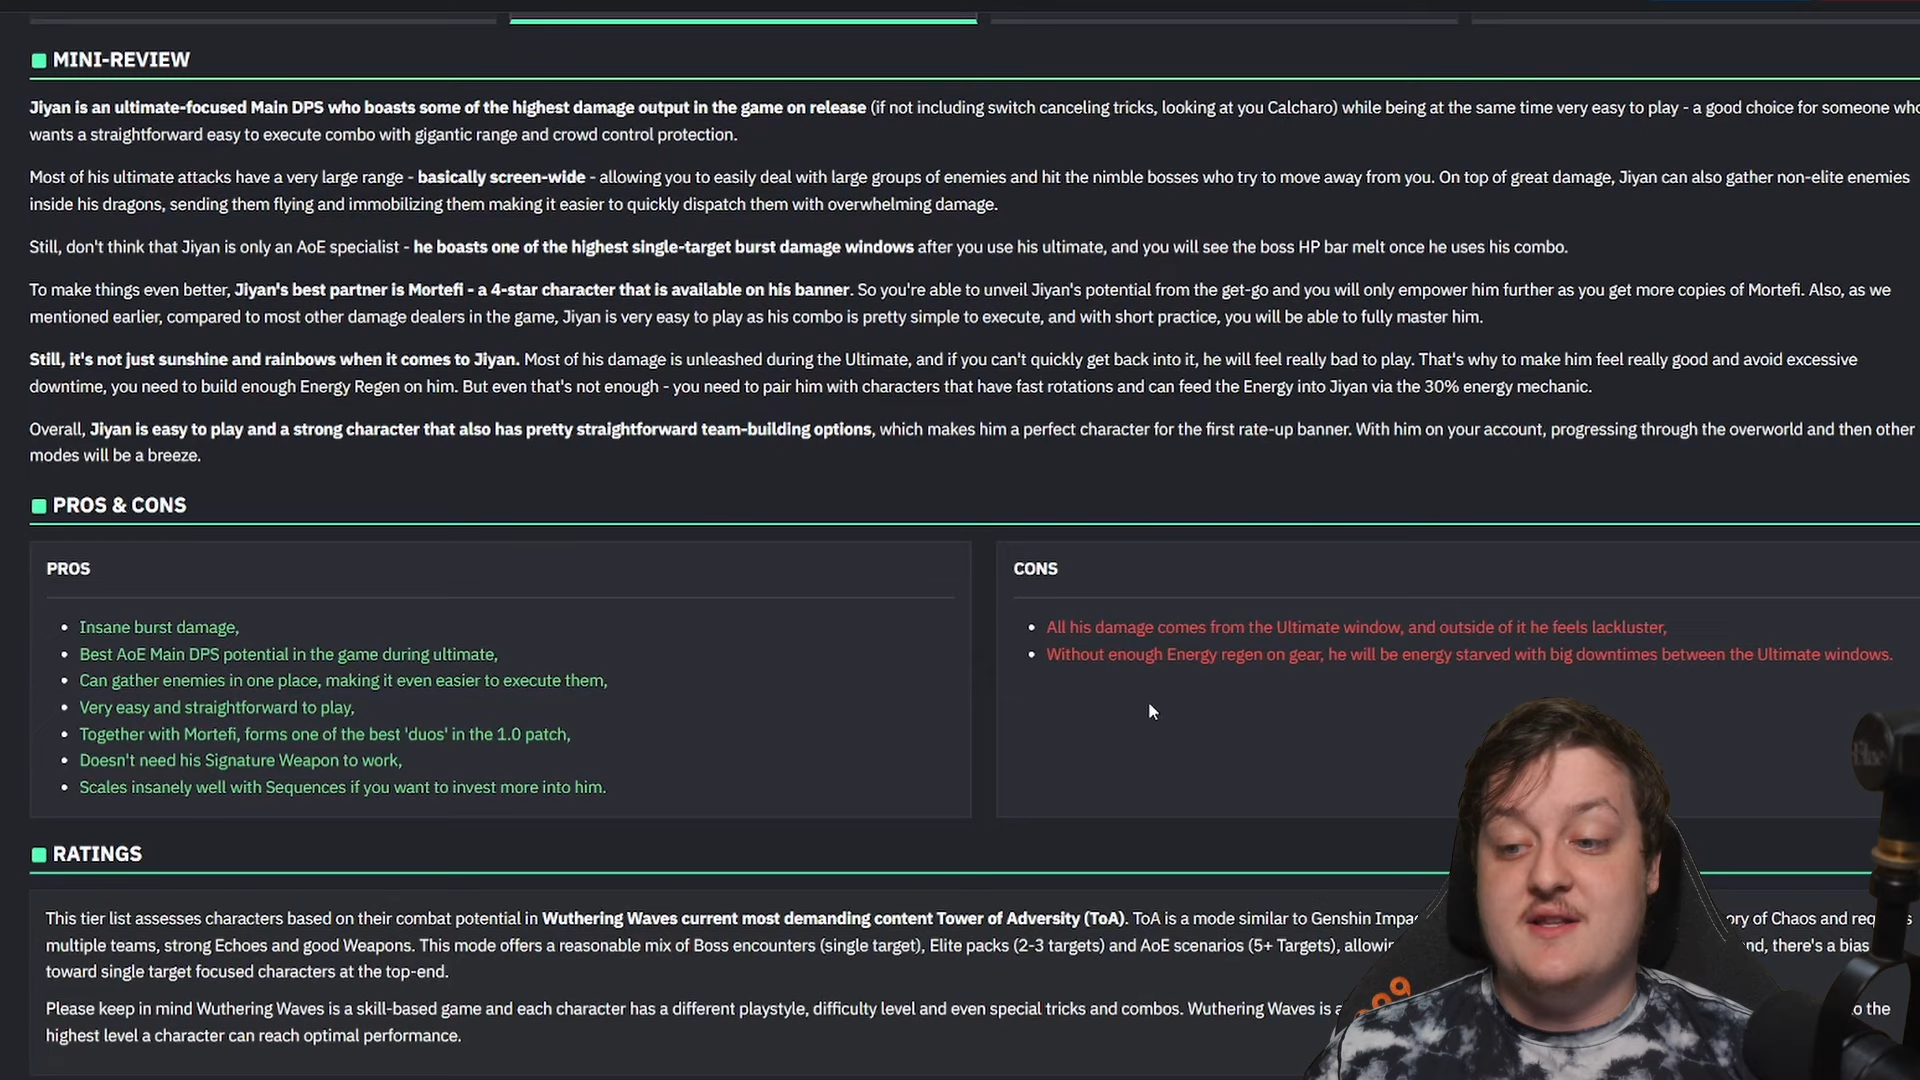 MINI-REVIEW
Jiyan is an ultimate-focused Main DPS who boasts some of the highest damage output in the game on release (if not including switch canceling tricks, looking at you Calcharo) while being at the same time very easy to play - a good choice for someone who
wants a straightforward easy to execute combo with gigantic range and crowd control protection.
Most of his ultimate attacks have a very large range - basically screen-wide - allowing you to easily deal with large groups of enemies and hit the nimble bosses who try to move away from you. On top of great damage, Jiyan can also gather non-elite enemies
inside his dragons, sending them flying and immobilizing them making it easier to quickly dispatch them with overwhelming damage.
Still, don't think that Jiyan is only an AoE specialist - he boasts one of the highest single-target burst damage windows after you use his ultimate, and you will see the boss HP bar melt once he uses his combo.
To make things even better, Jiyan's best partner is Mortefi - a 4-star character that is available on his banner. So you're able to unveil Jiyan's potential from the get-go and you will only empower him further as you get more copies of Mortefi. Also, as we
mentioned earlier, compared to most other damage dealers in the game, Jiyan is very easy to play as his combo is pretty simple to execute, and with short practice, you will be able to fully master him.
Still, it's not just sunshine and rainbows when it comes to Jiyan. Most of his damage is unleashed during the Ultimate, and if you can't quickly get back into it, he will feel really bad to play. That's why to make him feel really good and avoid excessive
downtime, you need to build enough Energy Regen on him. But even that's not enough - you need to pair him with characters that have fast rotations and can feed the Energy into Jiyan via the 30% energy mechanic.
Overall, Jiyan is easy to play and a strong character that also has pretty straightforward team-building options, which makes him a perfect character for the first rate-up banner. With him on your account, progressing through the overworld and then other
modes will be a breeze.
PROS & CONS
PROS
Insane burst damage,
Best AoE Main DPS potential in the game during ultimate,
Can gather enemies in one place, making it even easier to execute them,
Very easy and straightforward to play,
Together with Mortefi, forms one of the best 'duos' in the 1.0 patch,
Doesn't need his Signature Weapon to work,
Scales insanely well with Sequences if you want to invest more into him.
CONS
All his damage comes from the Ultimate window, and outside of it he feels lackluster,
Without enough Energy regen on gear, he will be energy starved with big downtimes between the Ultimate windows.
RATINGS
This tier list assesses characters based on their combat potential in Wuthering Waves current most demanding content Tower of Adversity (ToA). ToA is a mode similar to Genshin ory of Chaos and
multiple teams, strong Echoes and good Weapons. This mode offers a reasonable mix of Boss encounters (single target), Elite packs (2-3 targets) and AoE scenarios (5+ Targets), there's a bias
toward single target focused characters at the top-end.
Please keep in mind Wuthering Waves is a skill-based game and each character has a different playstyle, difficulty level and even special tricks and combos. Wuthering Waves is the
highest level a character can reach optimal performance.